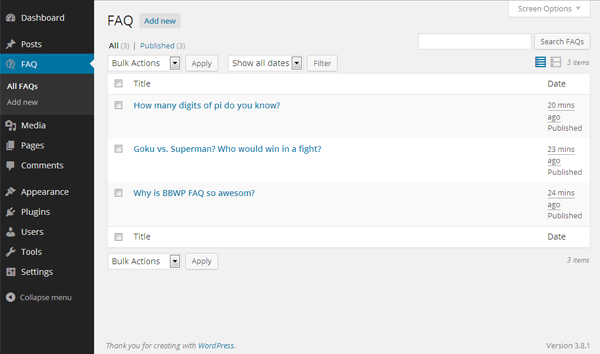 Screen Options
Dashboard
Posts
FAQ
All FAQs
Add new
Media
Pages
Comments
Appearance
Plugins
Users
Tools
Settings
Collapse menu
FAQ Add new
All (3) | Published (3)
Search FAQs
Bulk Actions Apply Show all dates Filter 3 items
Title Date
How many digits of pi do you know? 20 mins
ago
Published
Goku vs. Superman? Who would win in a fight? 23 mins
ago
Published
Why is BBWP FAQ so awesom? 24 mins
ago
Published
Title Date
Bulk Actions Apply 3 items
Thank you for creating with WordPress. Version 3.8.1